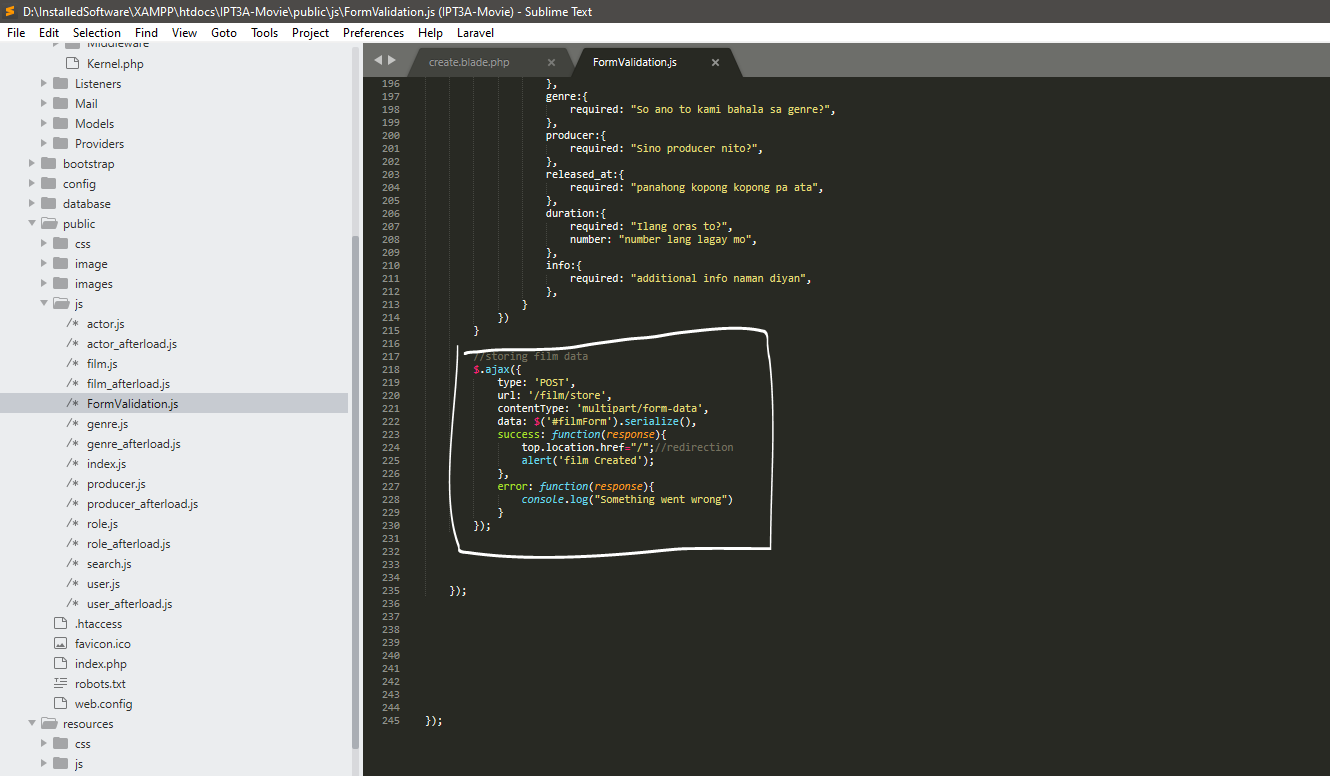 D:\InstalledSoftware\XAMPP\htdocs\IPT3A-Movie\public\js\FormValidation.js (IPT3A-Movie) - Sublime Text
File Edit Selection Find View Goto Tools Project Preferences Help Laravel
Middleware
Kernel.php
Listeners
Mail
Models
Providers
bootstrap
config
database
public
css
image
images
js
/* actor.js
/* actor_afterload.js
/* film.js
/* film_afterload.js
/* FormValidation.js
/* genre.js
/* genre_afterload.js
/* index.js
/* producer.js
/* producer_afterload.js
/* role.js
/* role_afterload.js
/* search.js
/* user.js
/* user_afterload.js
.htaccess
favicon.ico
index.php
robots.txt
web.config
resources
css
js
create.blade.php × FormValidation.js ×
196 },
197 genre:{
198 required: "So ano to kami bahala sa genre?",
199 },
200 producer:{
201 required: "Sino producer nito?",
202 },
203 released_at:{
204 required: "panahong kopong kopong pa ata",
205 },
206 duration:{
207 required: "Ilang oras to?",
208 number: "number lang lagay mo",
209 },
210 info:{
211 required: "additional info naman diyan",
212 },
213 }
214 })
215 }
216
217 //storing film data
218 $.ajax({
219 type: 'POST',
220 url: '/film/store',
221 contentType: 'multipart/form-data',
222 data: $('#filmForm').serialize(),
223 success: function(response){
224 top.location.href="/";//redirection
225 alert('film Created');
226 },
227 error: function(response){
228 console.log("Something went wrong")
229 }
230 });
231
232
233
234
235 });
236
237
238
239
240
241
242
243
244
245 });